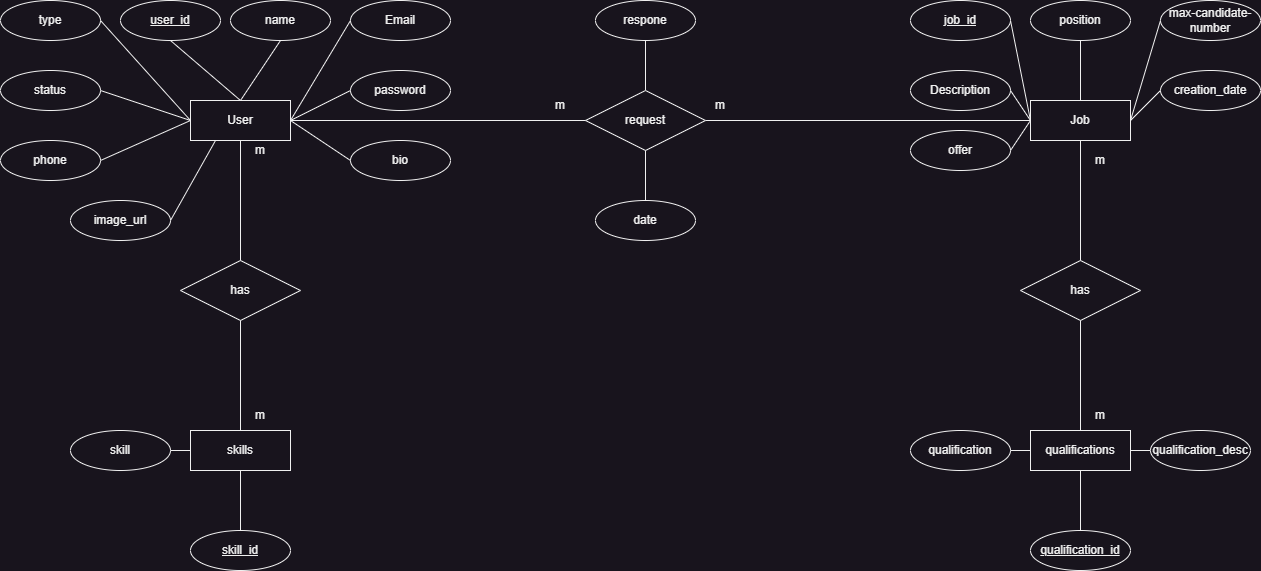 type
user_id
name
Email
respone
job_id
position
max-candidate-
number
status
password
Description
creation_date
m
m
User
request
Job
m
offer
phone
bio
m
image_url
date
has
has
m
m
skill
skills
qualification
qualifications
qualification_desc
skill_id
qualification_id